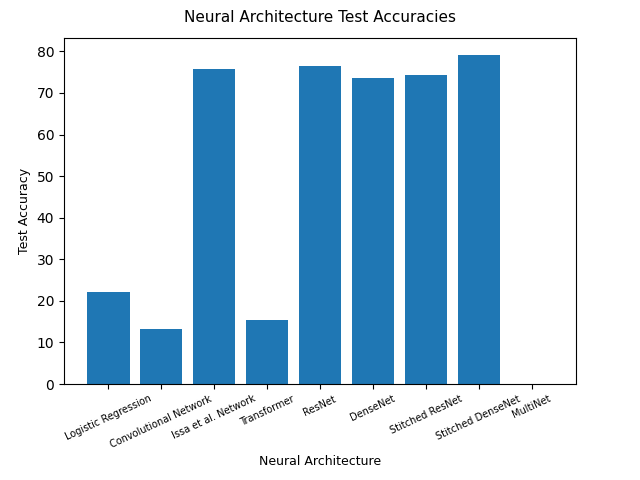 Neural Architecture Test Accuracies
80
70
60
50
40
30
20
10
0
Test Accuracy
Logistic Regression
Convolutional Network
Issa et al. Network
Transformer
ResNet
DenseNet
Stitched ResNet
Stitched DenseNet
MultiNet
Neural Architecture